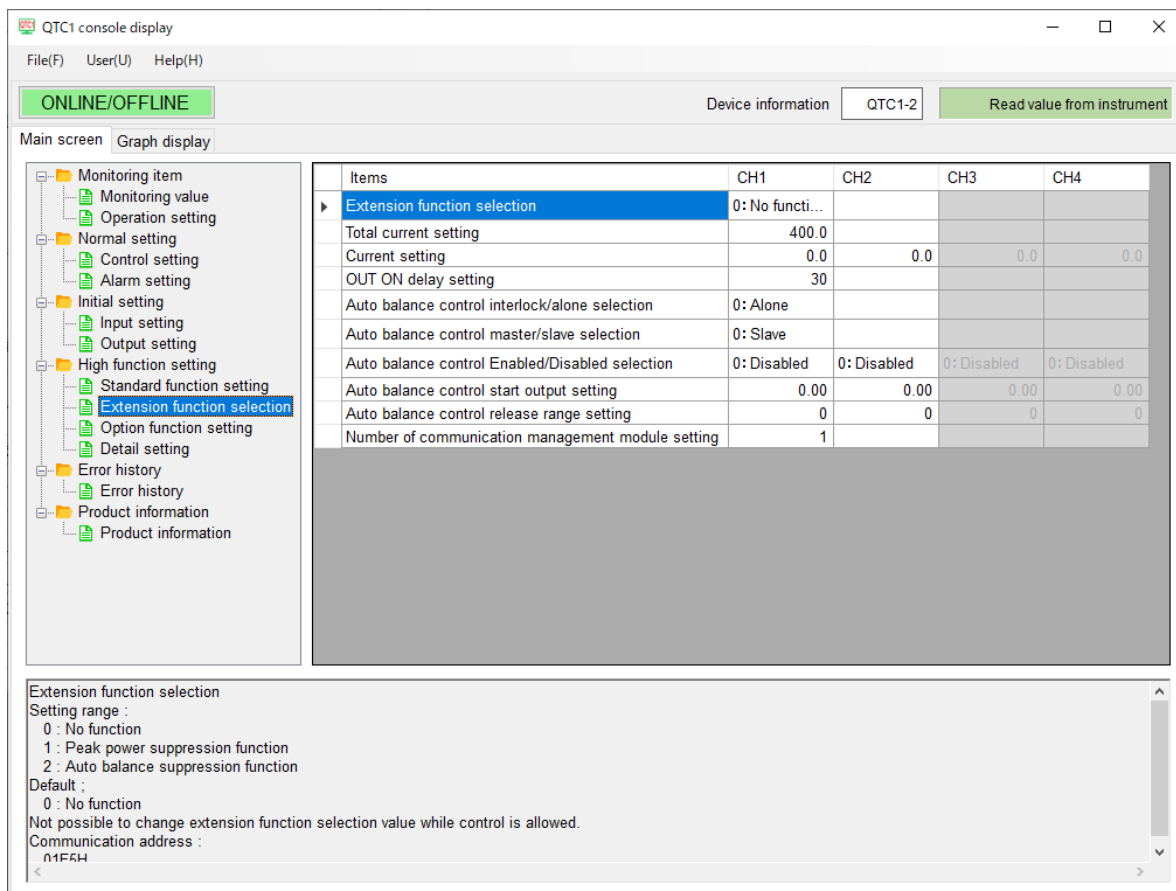 QTC1 console display
File(F) User(U) Help(H)
ONLINE/OFFLINE Device information QTC1-2 Read value from instrument
Main screen Graph display
Monitoring item
Monitoring value
Operation setting
Normal setting
Control setting
Alarm setting
Initial setting
Input setting
Output setting
High function setting
Standard function setting
Extension function selection
Option function setting
Detail setting
Error history
Error history
Product information
Product information
Items CH1 CH2 CH3 CH4
Extension function selection 0: No functi...
Total current setting 400.0
Current setting 0.0 0.0 0.0 0.0
OUT ON delay setting 30
Auto balance control interlock/alone selection 0: Alone
Auto balance control master/slave selection 0: Slave
Auto balance control Enabled/Disabled selection 0: Disabled 0: Disabled 0: Disabled 0: Disabled
Auto balance control start output setting 0.00 0.00 0.00 0.00
Auto balance control release range setting 0 0 0 0
Number of communication management module setting 1
Extension function selection
Setting range :
0 : No function
1 : Peak power suppression function
2 : Auto balance suppression function
Default ;
0 : No function
Not possible to change extension function selection value while control is allowed.
Communication address :
01E5H